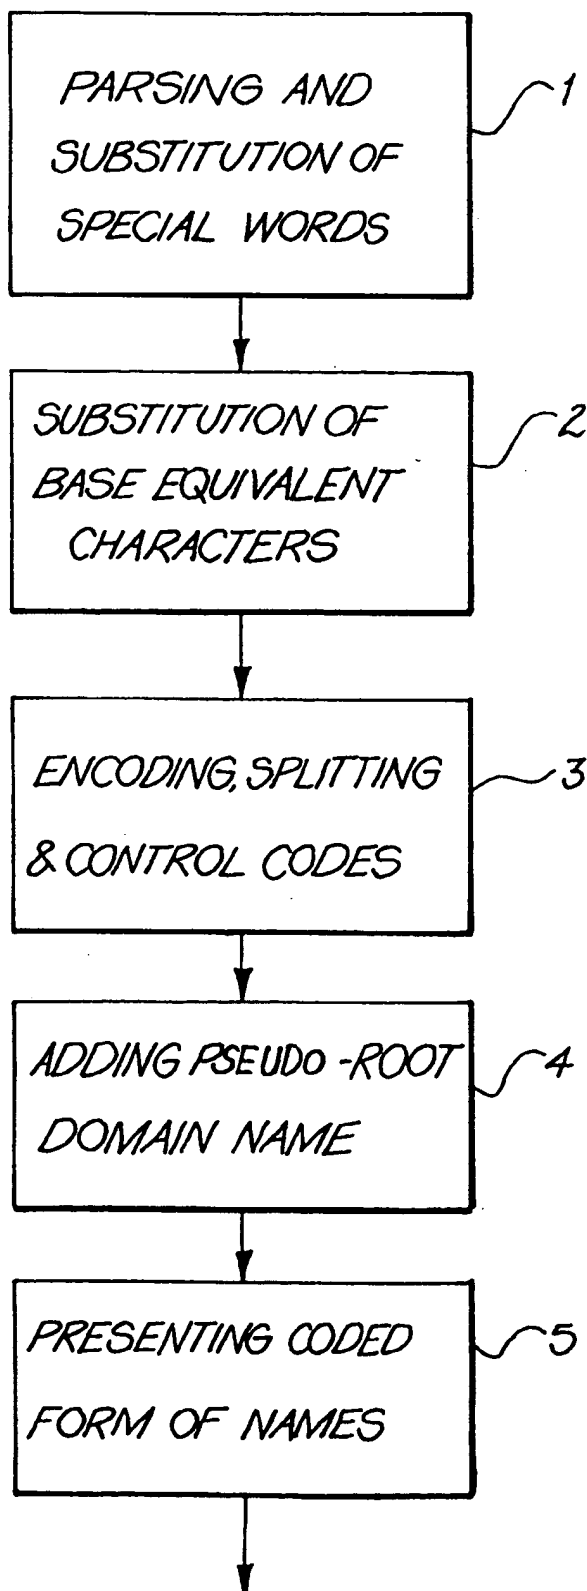 PARSING AND
SUBSTITUTION OF
SPECIAL WORDS
1
SUBSTITUTION OF
BASE EQUIVALENT
CHARACTERS
2
ENCODING, SPLITTING
& CONTROL CODES
3
ADDING PSEUDO-ROOT
DOMAIN NAME
4
PRESENTING CODED
FORM OF NAMES
5